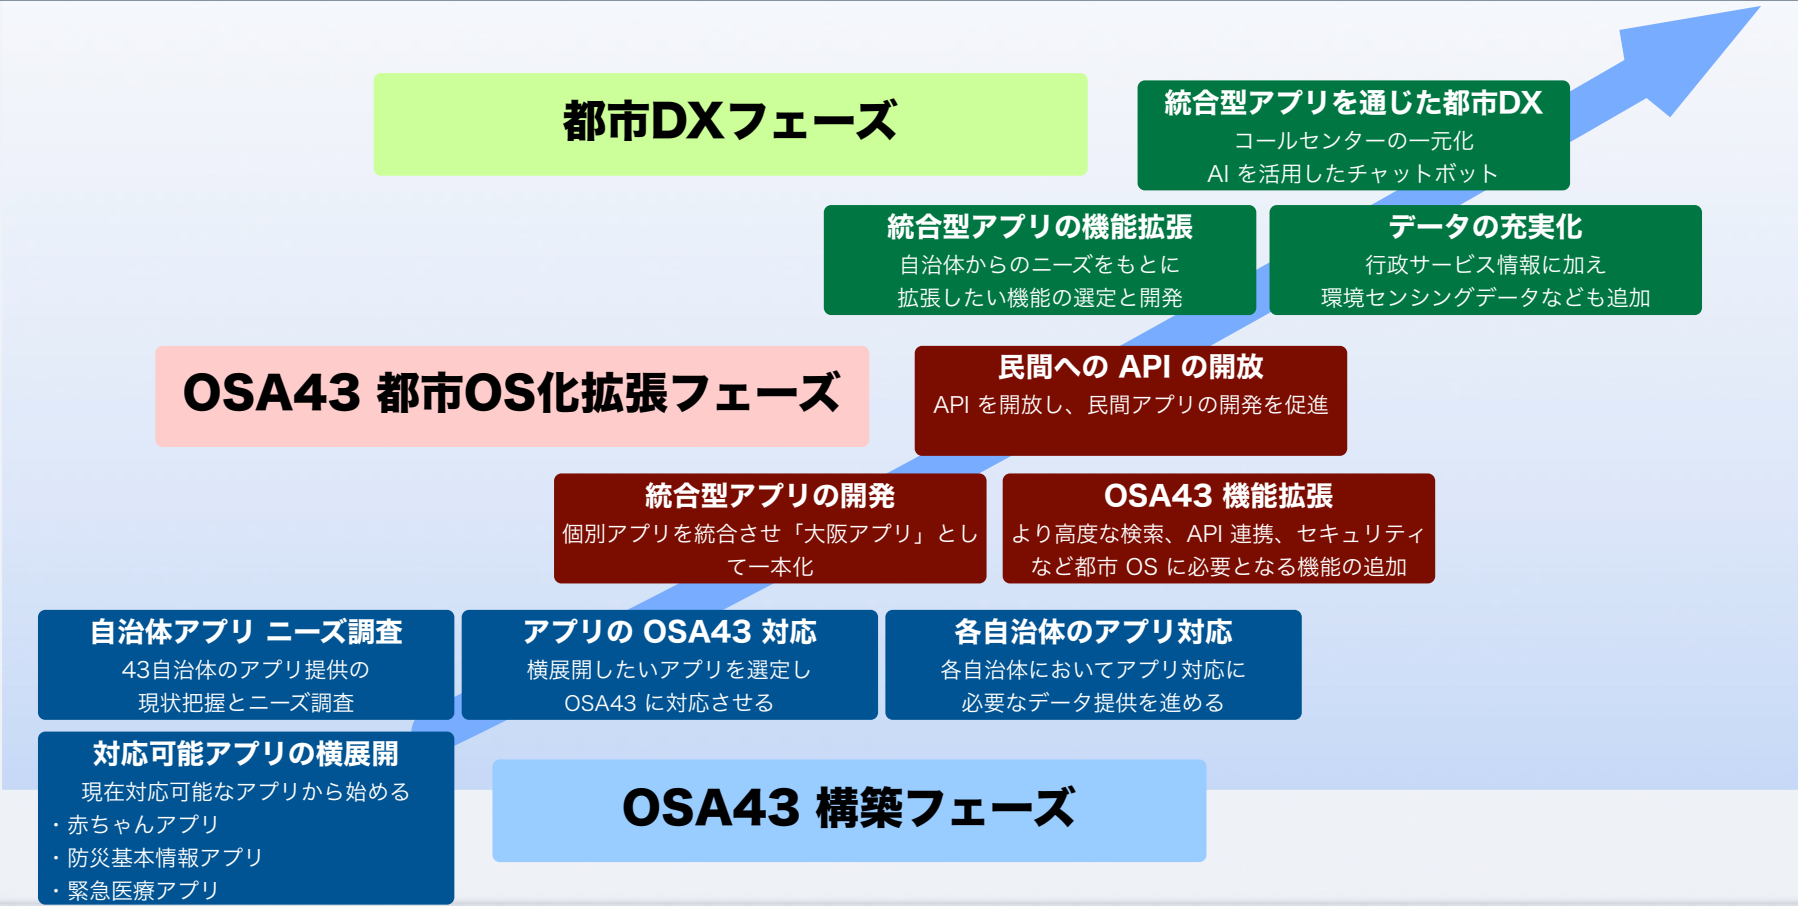 都市DXフェーズ
統合型アプリを通じた都市DX
コールセンターの一元化
AI を活用したチャットボット
統合型アプリの機能拡張
自治体からのニーズをもとに
拡張したい機能の選定と開発
データの充実化
行政サービス情報に加え
環境センシングデータなども追加
OSA43 都市OS化拡張フェーズ
民間への API の開放
API を開放し、民間アプリの開発を促進
統合型アプリの開発
個別アプリを統合させ「大阪アプリ」とし
て一本化
OSA43 機能拡張
より高度な検索、API 連携、セキュリティ
など都市 OS に必要となる機能の追加
自治体アプリ ニーズ調査
43自治体のアプリ提供の
現状把握とニーズ調査
アプリの OSA43 対応
横展開したいアプリを選定し
OSA43 に対応させる
各自治体のアプリ対応
各自治体においてアプリ対応に
必要なデータ提供を進める
対応可能アプリの横展開
現在対応可能なアプリから始める
・赤ちゃんアプリ
・防災基本情報アプリ
・緊急医療アプリ
OSA43 構築フェーズ